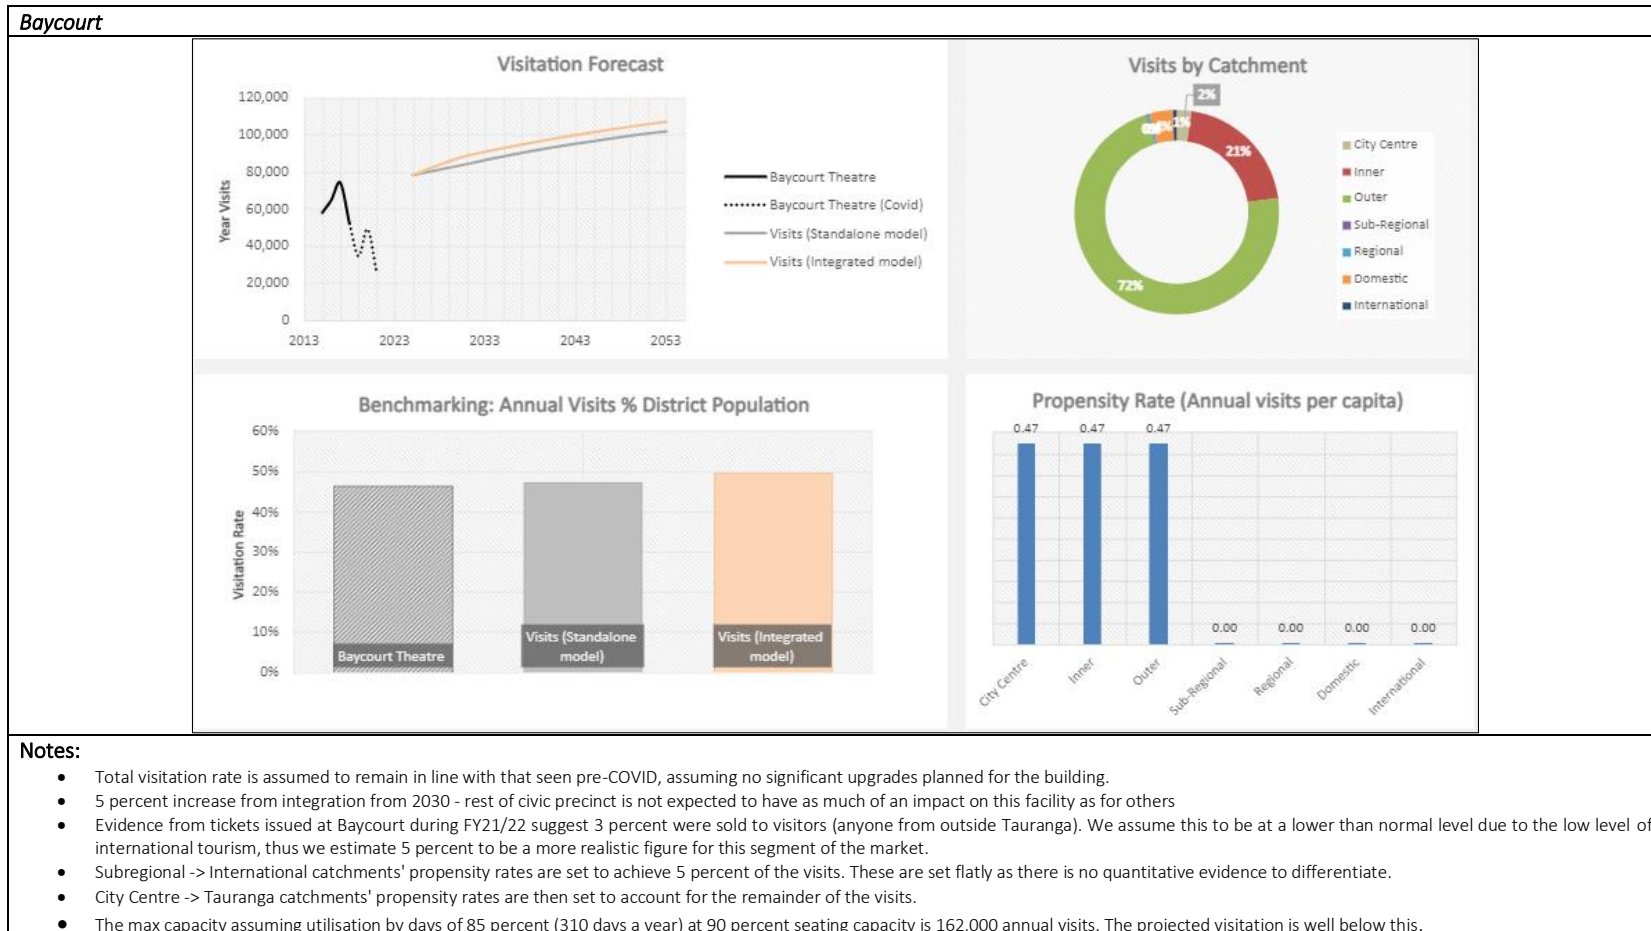 Baycourt
Visitation Forecast
120,000
100,000
80,000
60,000
40,000
20,000
0
Year Visits
2013 2023 2033 2043 2053
Baycourt Theatre
Baycourt Theatre (Covid)
Visits (Standalone model)
Visits (Integrated model)
Visits by Catchment
2%
1%
21%
72%
City Centre
Inner
Outer
Sub-Regional
Regional
Domestic
International
Benchmarking: Annual Visits % District Population
60%
50%
40%
30%
20%
10%
0%
Visitation Rate
Baycourt Theatre
Visits (Standalone
model)
Visits (Integrated
model)
Propensity Rate (Annual visits per capita)
0.47 0.47 0.47
0.00 0.00 0.00 0.00
City Centre
Inner
Outer
Sub-Regional
Regional
Domestic
International
Notes:
• Total visitation rate is assumed to remain in line with that seen pre-COVID, assuming no significant upgrades planned for the building.
• 5 percent increase from integration from 2030 - rest of civic precinct is not expected to have as much of an impact on this facility as for others
• Evidence from tickets issued at Baycourt during FY21/22 suggest 3 percent were sold to visitors (anyone from outside Tauranga). We assume this to be at a lower than normal level due to the low level of
international tourism, thus we estimate 5 percent to be a more realistic figure for this segment of the market.
• Subregional -> International catchments' propensity rates are set to achieve 5 percent of the visits. These are set flatly as there is no quantitative evidence to differentiate.
• City Centre -> Tauranga catchments' propensity rates are then set to account for the remainder of the visits.
• The max capacity assuming utilisation by days of 85 percent (310 days a year) at 90 percent seating capacity is 162,000 annual visits. The projected visitation is well below this.